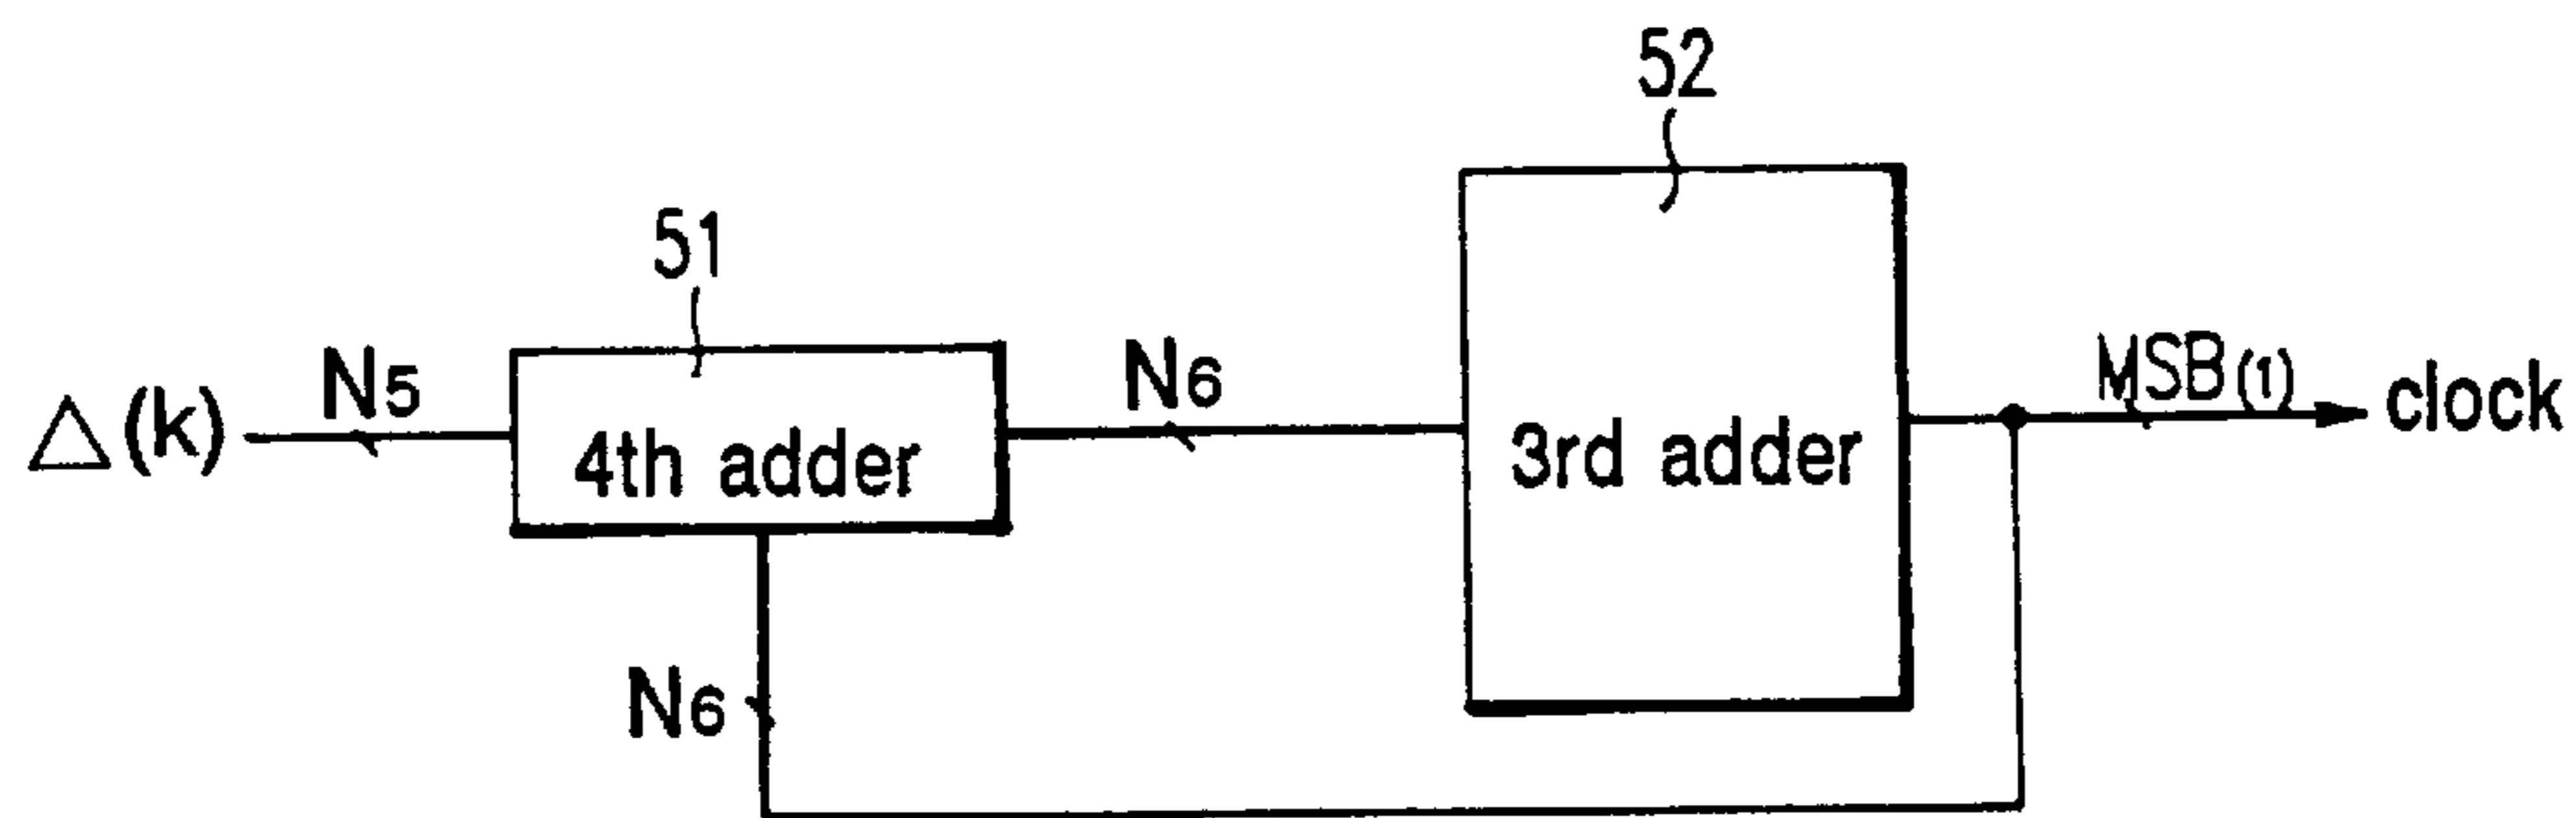 52
51
△(k)
N5
4th adder
N6
3rd adder
MSB(1)
clock
N6